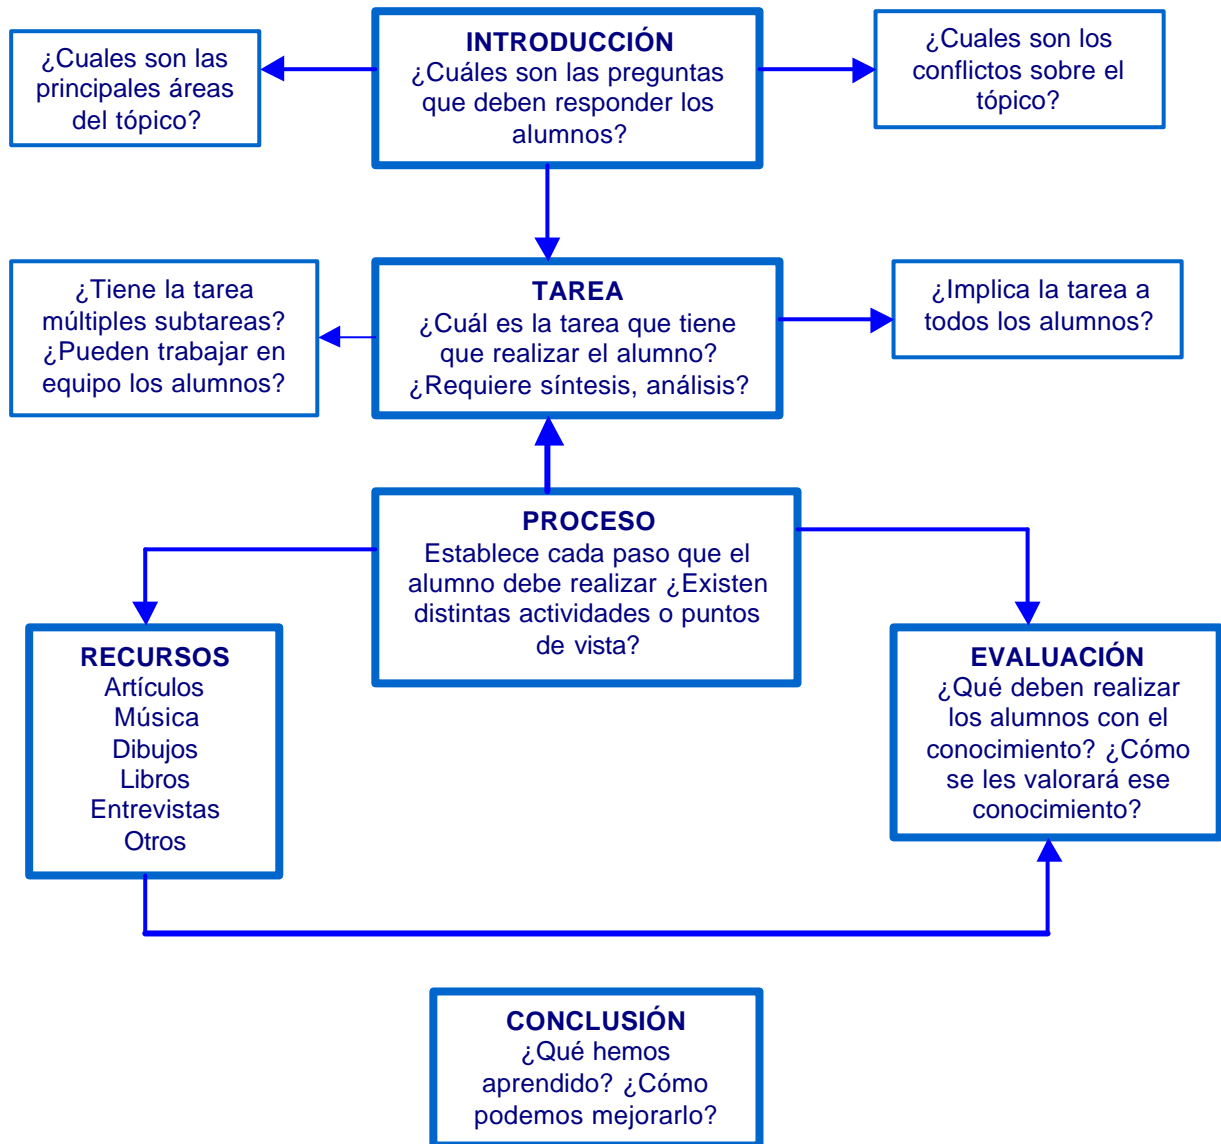 ¿Cuales son las
principales áreas
del tópico?
INTRODUCCIÓN
¿Cuáles son las preguntas
que deben responder los
alumnos?
¿Cuales son los
conflictos sobre el
tópico?
¿Tiene la tarea
múltiples subtareas?
¿Pueden trabajar en
equipo los alumnos?
TAREA
¿Cuál es la tarea que tiene
que realizar el alumno?
¿Requiere síntesis, análisis?
¿Implica la tarea a
todos los alumnos?
PROCESO
Establece cada paso que el
alumno debe realizar ¿Existen
distintas actividades o puntos
de vista?
RECURSOS
Artículos
Música
Dibujos
Libros
Entrevistas
Otros
EVALUACIÓN
¿Qué deben realizar
los alumnos con el
conocimiento? ¿Cómo
se les valorará ese
conocimiento?
CONCLUSIÓN
¿Qué hemos
aprendido? ¿Cómo
podemos mejorarlo?